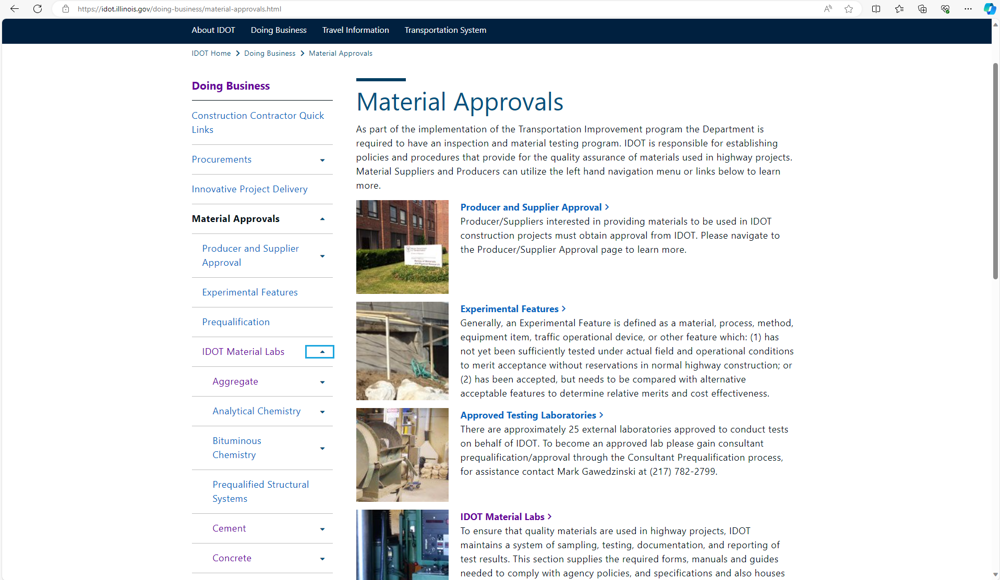 https://idot.illinois.gov/doing-business/material-approvals.html
About IDOT
Doing Business
Travel Information
Transportation System
IDOT Home
Doing Business
Material Approvals
Doing Business
Construction Contractor Quick
Links
Procurements
Innovative Project Delivery
Material Approvals
Producer and Supplier
Approval
Experimental Features
Prequalification
IDOT Material Labs
Aggregate
Analytical Chemistry
Bituminous
Chemistry
Prequalified Structural
Systems
Cement
Concrete
Material Approvals
As part of the implementation of the Transportation Improvement program the Department is
required to have an inspection and material testing program. IDOT is responsible for establishing
policies and procedures that provide for the quality assurance of materials used in highway projects.
Material Suppliers and Producers can utilize the left hand navigation menu or links below to learn
more.
Producer and Supplier Approval
Producer/Suppliers interested in providing materials to be used in IDOT
construction projects must obtain approval from IDOT. Please navigate to
the Producer/Supplier Approval page to learn more.
Experimental Features
Generally, an Experimental Feature is defined as a material, process, method,
equipment item, traffic operational device, or other feature which: (1) has
not yet been sufficiently tested under actual field and operational conditions
to merit acceptance without reservations in normal highway construction; or
(2) has been accepted, but needs to be compared with alternative
acceptable features to determine relative merits and cost effectiveness.
Approved Testing Laboratories
There are approximately 25 external laboratories approved to conduct tests
on behalf of IDOT. To become an approved lab please gain consultant
prequalification/approval through the Consultant Prequalification process,
for assistance contact Mark Gawedzinski at (217) 782-2799.
IDOT Material Labs
To ensure that quality materials are used in highway projects, IDOT
maintains a system of sampling, testing, documentation, and reporting of
test results. This section supplies the required forms, manuals and guides
needed to comply with agency policies, and specifications and also houses